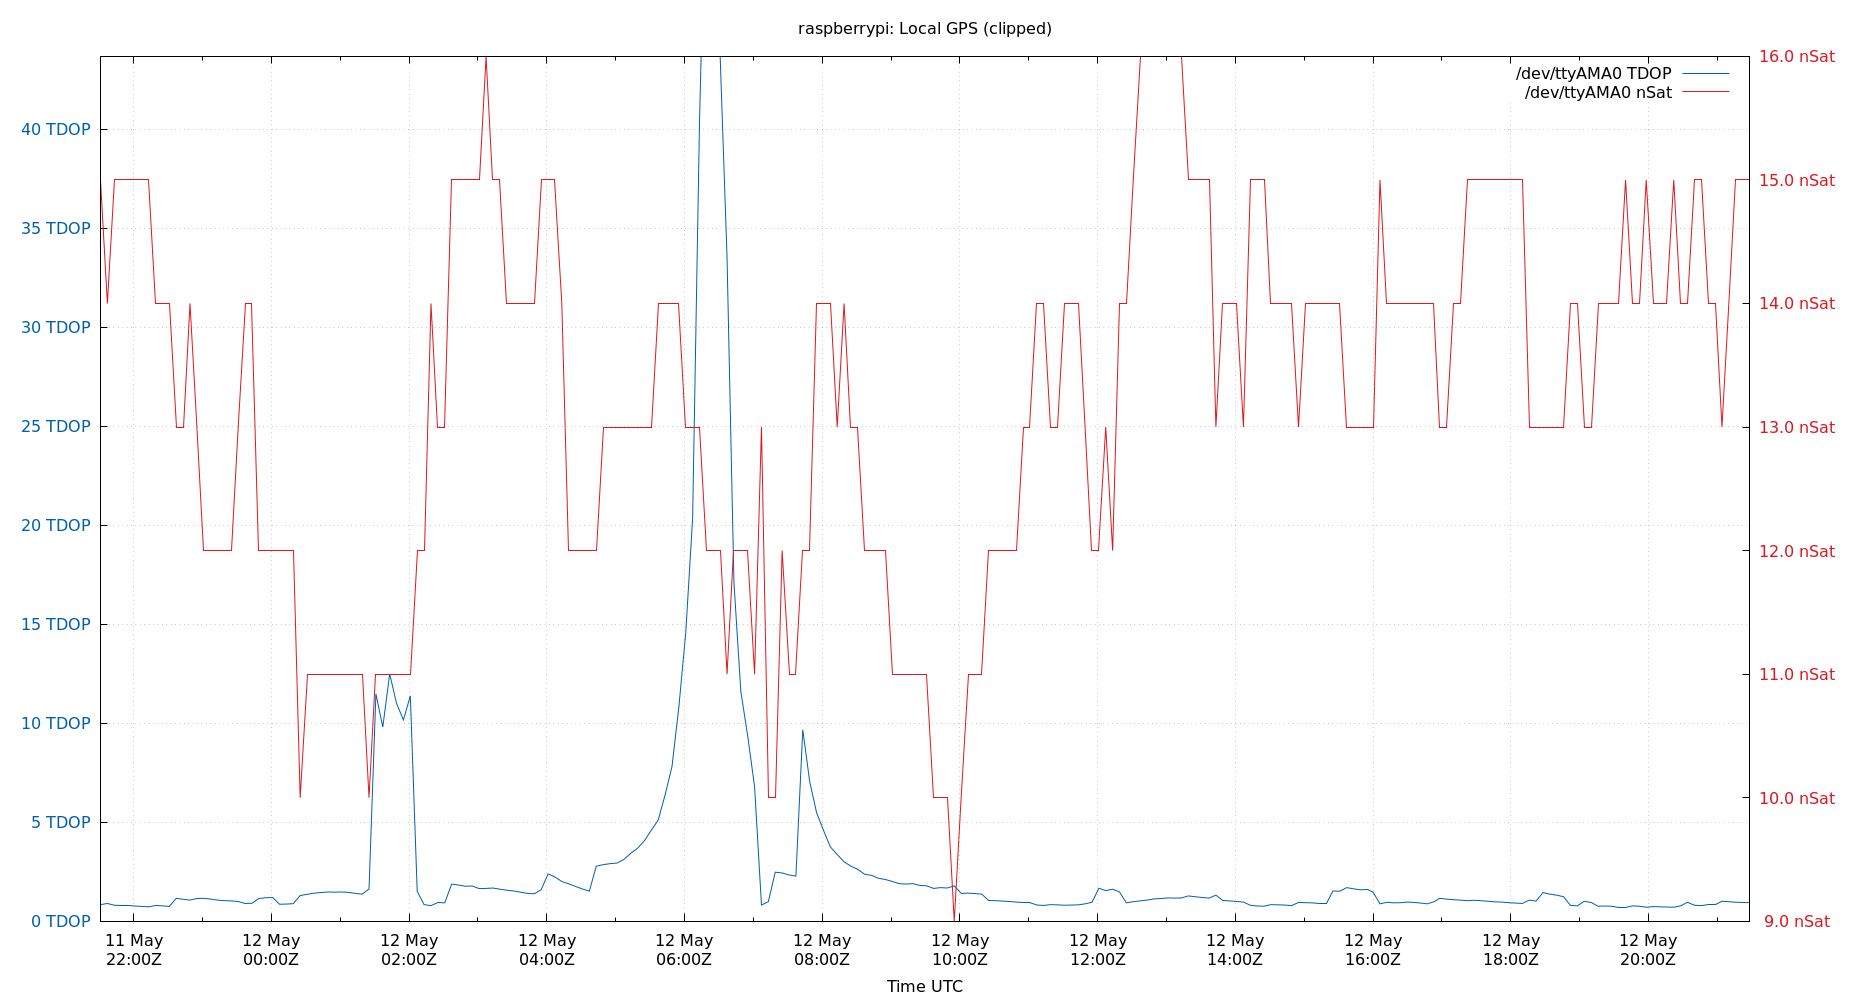 raspberrypi: Local GPS (clipped)
/dev/ttyAMA0 TDOP
/dev/ttyAMA0 nSat
40 TDOP
35 TDOP
30 TDOP
25 TDOP
20 TDOP
15 TDOP
10 TDOP
5 TDOP
0 TDOP
16.0 nSat
15.0 nSat
14.0 nSat
13.0 nSat
12.0 nSat
11.0 nSat
10.0 nSat
9.0 nSat
11 May
22:00Z
12 May
00:00Z
12 May
02:00Z
12 May
04:00Z
12 May
06:00Z
12 May
08:00Z
12 May
10:00Z
12 May
12:00Z
12 May
14:00Z
12 May
16:00Z
12 May
18:00Z
12 May
20:00Z
Time UTC